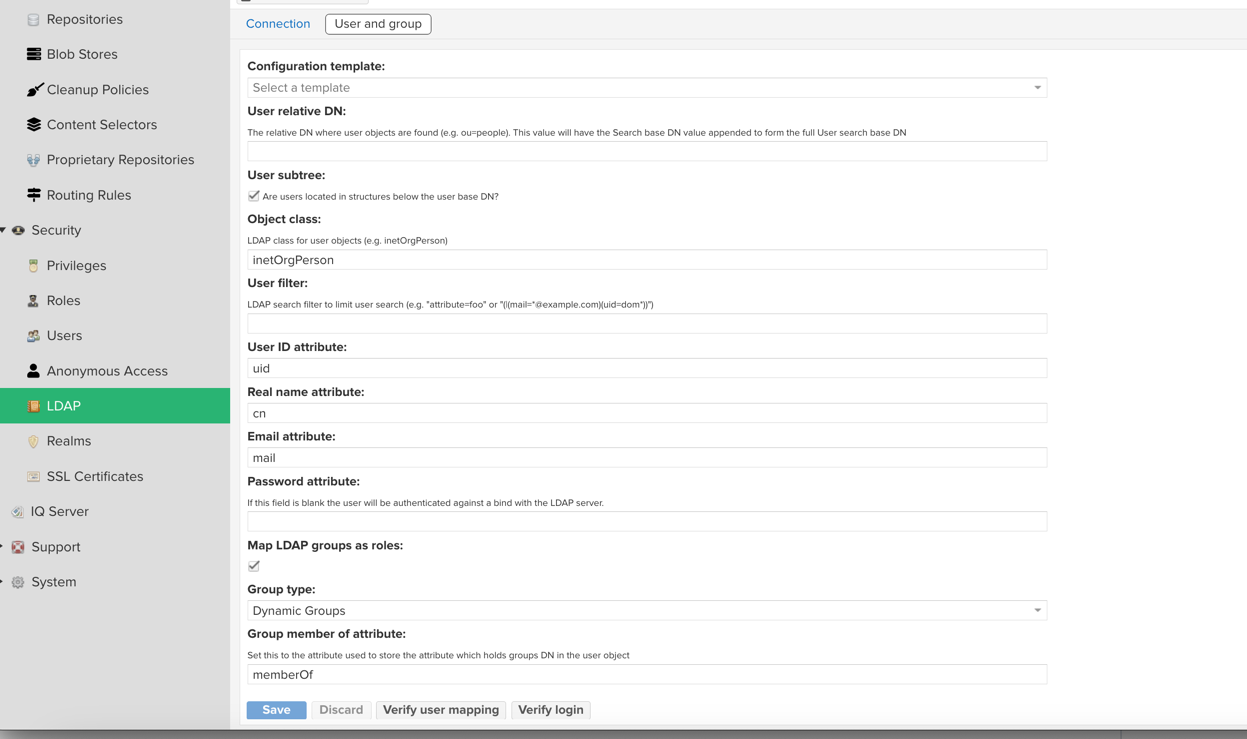 Repositories
Blob Stores
Cleanup Policies
Content Selectors
Proprietary Repositories
Routing Rules
Security
Privileges
Roles
Users
Anonymous Access
LDAP
Realms
SSL Certificates
IQ Server
Support
System
Connection
User and group
Configuration template:
Select a template
User relative DN:
The relative DN where user objects are found (e.g. ou=people). This value will have the Search base DN value appended to form the full User search base DN
User subtree:
Are users located in structures below the user base DN?
Object class:
LDAP class for user objects (e.g. inetOrgPerson)
inetOrgPerson
User filter:
LDAP search filter to limit user search (e.g. "attribute=foo" or "(|(mail=*@example.com)(uid=dom*))")
User ID attribute:
uid
Real name attribute:
cn
Email attribute:
mail
Password attribute:
If this field is blank the user will be authenticated against a bind with the LDAP server.
Map LDAP groups as roles:
Group type:
Dynamic Groups
Group member of attribute:
Set this to the attribute used to store the attribute which holds groups DN in the user object
memberOf
Save
Discard
Verify user mapping
Verify login